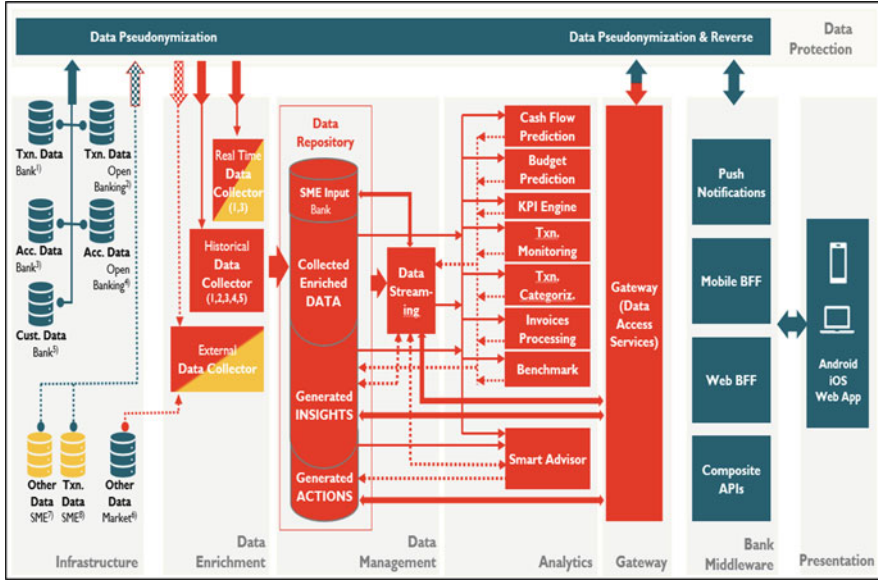 Data Pseudonymization
Data Pseudonymization & Reverse
Data
Protection
Txn. Data
Bank1)
Txn. Data
Open
Banking2)
Acc. Data
Bank3)
Acc. Data
Open
Banking4)
Cust. Data
Bank5)
Other
Data
SME7)
Txn.
Data
SME8)
Other
Data
Market6)
Infrastructure
Real Time
Data
Collector
(1,3)
Historical
Data
Collector
(1,2,3,4,5)
External
Data Collector
Data
Enrichment
Data
Repository
SME Input
Bank
Collected
Enriched
DATA
Generated
INSIGHTS
Generated
ACTIONS
Data
Stream-
ing
Data
Management
Cash Flow
Prediction
Budget
Prediction
KPI Engine
Txn.
Monitoring
Txn.
Categoriz.
Invoices
Processing
Benchmark
Smart Advisor
Analytics
Gateway
(Data
Access
Services)
Gateway
Push
Notifications
Mobile BFF
Web BFF
Composite
APIs
Bank
Middleware
Android
iOS
Web App
Presentation